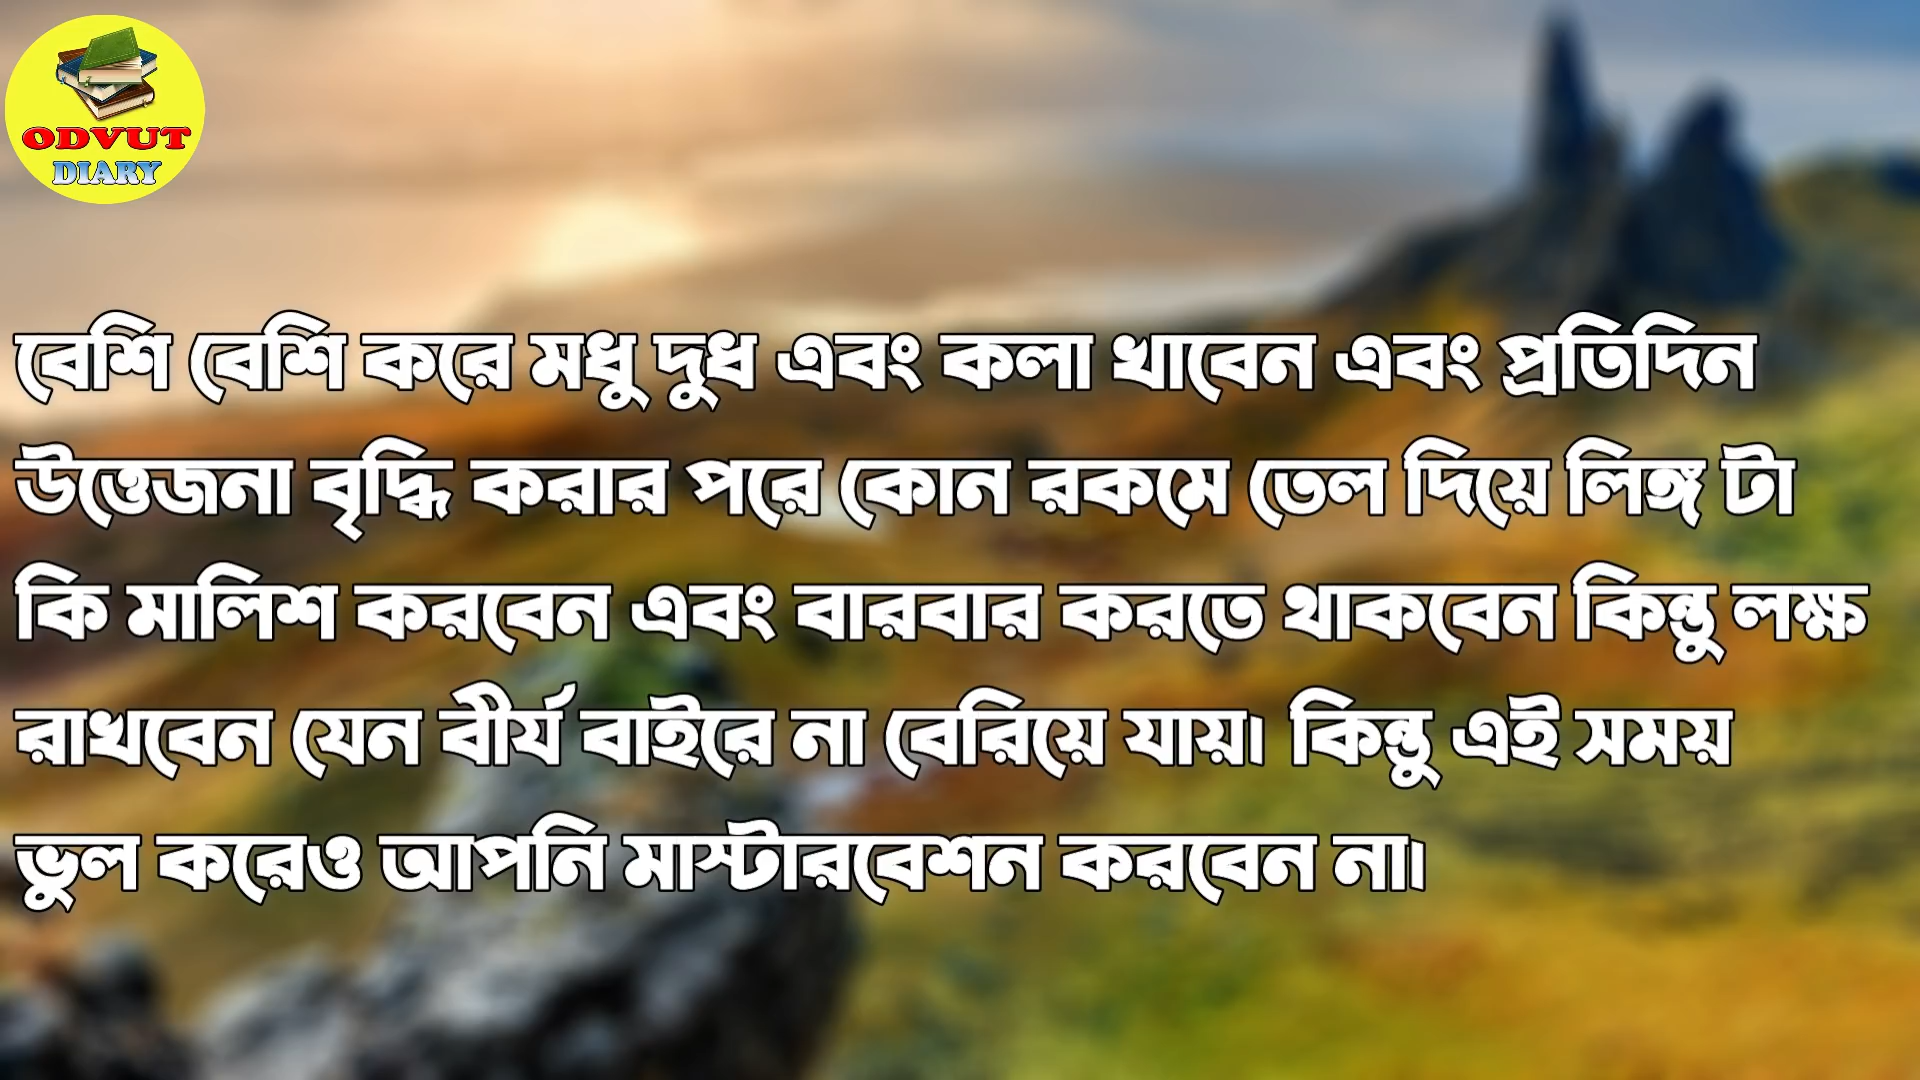 ODVUT
DIARY
বেশি বেশি করে মধু দুধ এবং কলা খাবেন এবং প্রতিদিন
উত্তেজনা বৃদ্ধি করার পরে কোন রকমে তেল দিয়ে লিঙ্গ টা
কি মালিশ করবেন এবং বারবার করতে থাকবেন কিন্তু লক্ষ
রাখবেন যেন বীর্য বাইরে না বেরিয়ে যায়। কিন্তু এই সময়
ভুল করেও আপনি মাস্টারবেশন করবেন না।